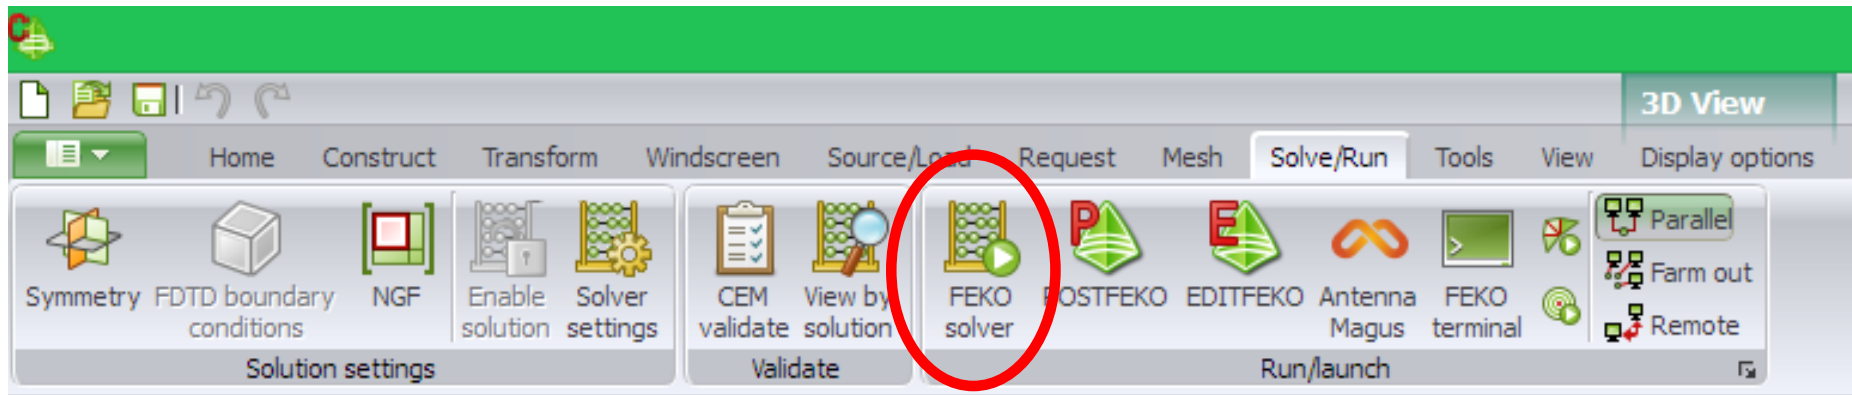 3D View
Home Construct Transform Windscreen Source/Load Request Mesh Solve/Run Tools View Display options
Symmetry
FDTD boundary
conditions
NGF
Enable
solution
Solver
settings
CEM
validate
View by
solution
FEKO
solver
POSTFEKO
EDITFEKO
Antenna
Magus
FEKO
terminal
Parallel
Farm out
Remote
Solution settings
Validate
Run/launch